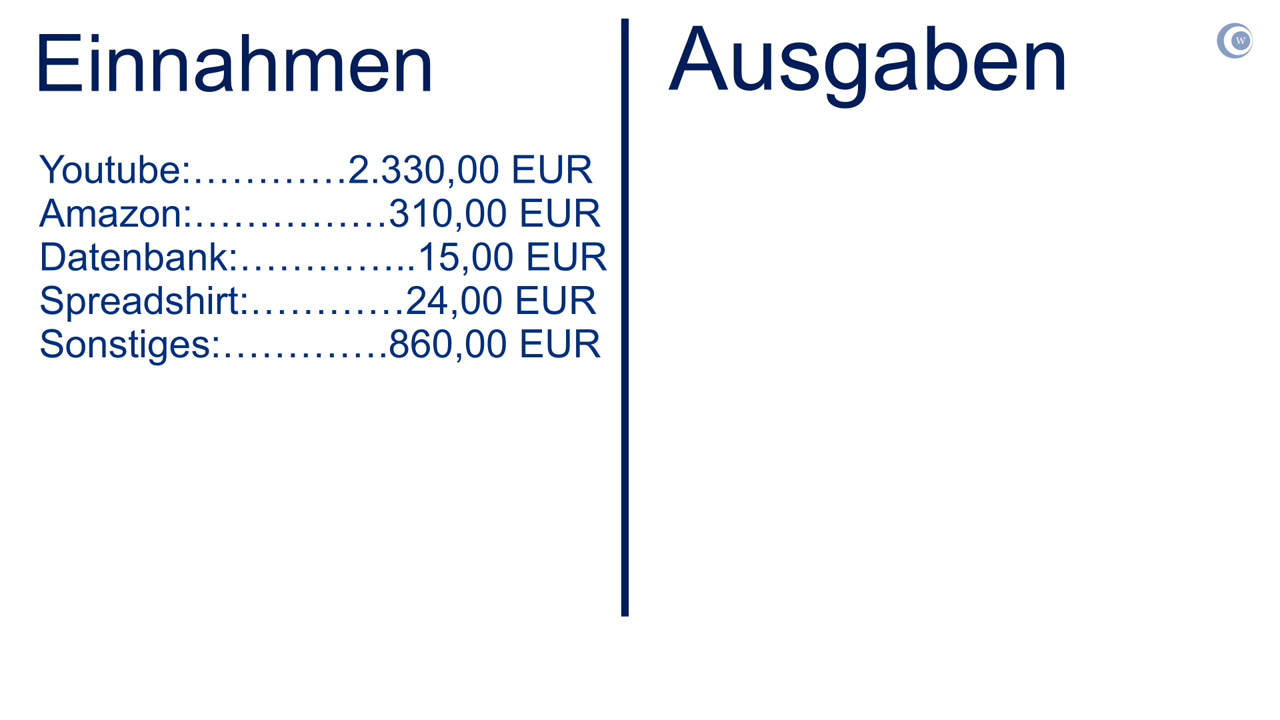 Einnahmen
Ausgaben
W
Youtube:…………2.330,00 EUR
Amazon:……………310,00 EUR
Datenbank:…………..15,00 EUR
Spreadshirt:…………24,00 EUR
Sonstiges:………….860,00 EUR